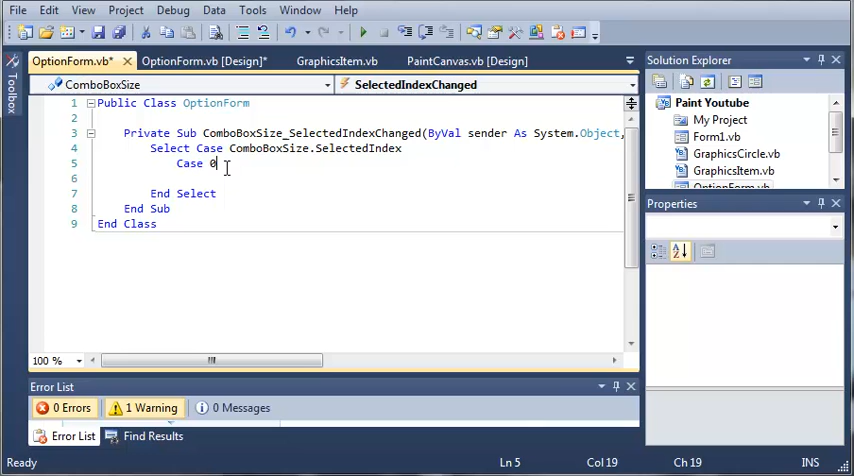 File Edit View Project Debug Data Tools Window Help
OptionForm.vb* OptionForm.vb [Design]* GraphicsItem.vb PaintCanvas.vb [Design]
ComboBoxSize SelectedIndexChanged
1 Public Class OptionForm
2
3 Private Sub ComboBoxSize_SelectedIndexChanged(ByVal sender As System.Object,
4 Select Case ComboBoxSize.SelectedIndex
5 Case 0
6
7 End Select
8 End Sub
9 End Class
100 %
Toolbox
Solution Explorer
Paint Youtube
My Project
Form1.vb
GraphicsCircle.vb
GraphicsItem.vb
OptionForm.vb
Properties
Error List
0 Errors 1 Warning 0 Messages
Error List Find Results
Ready Ln 5 Col 19 Ch 19 INS